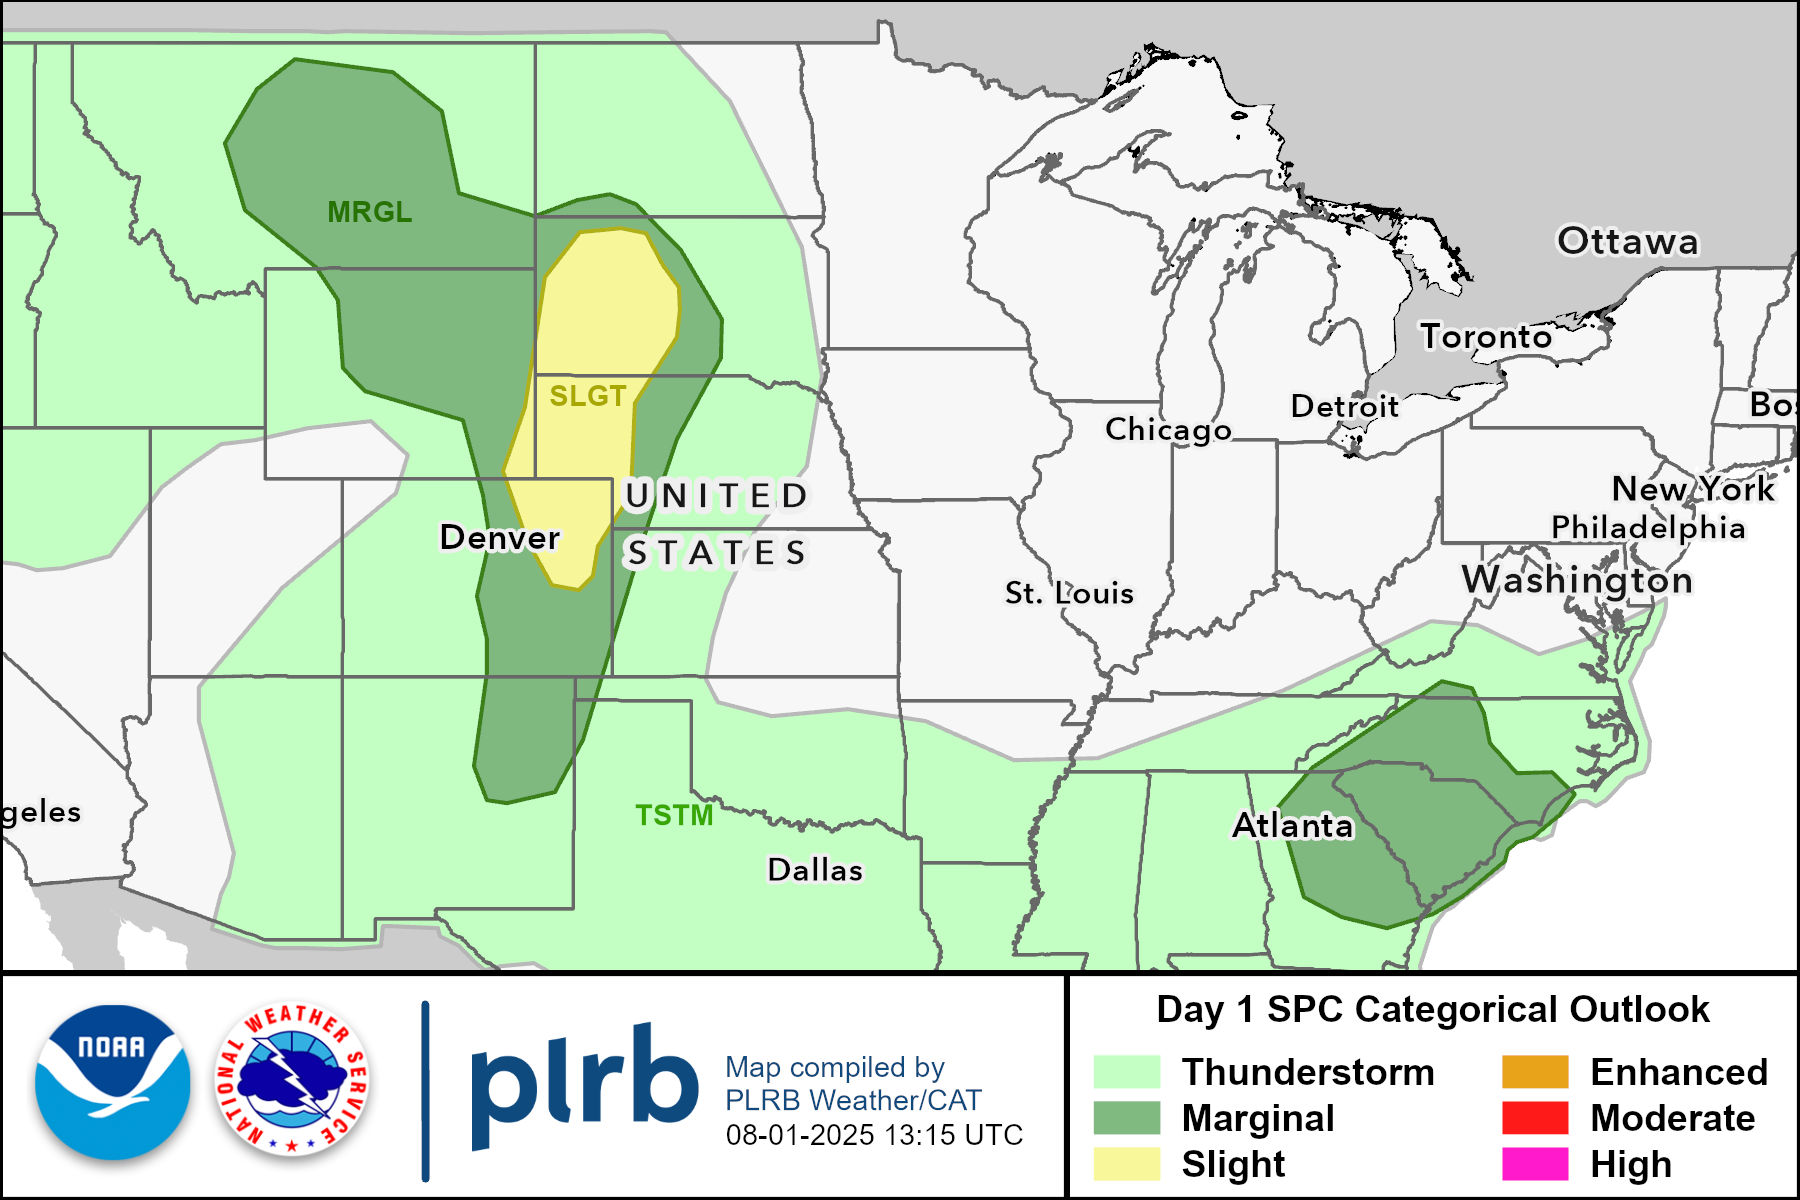 Ottawa
MRGL
Toronto
SLGT
Detroit
Bos
Chicago
UNITED
STATES
New York
Philadelphia
Denver
Washington
St. Louis
geles
TSTM
Atlanta
Dallas
NOAA
NATIONAL WEATHER SERVICE
plrb
Map compiled by
PLRB Weather/CAT
08-01-2025 13:15 UTC
Day 1 SPC Categorical Outlook
Thunderstorm
Marginal
Slight
Enhanced
Moderate
High